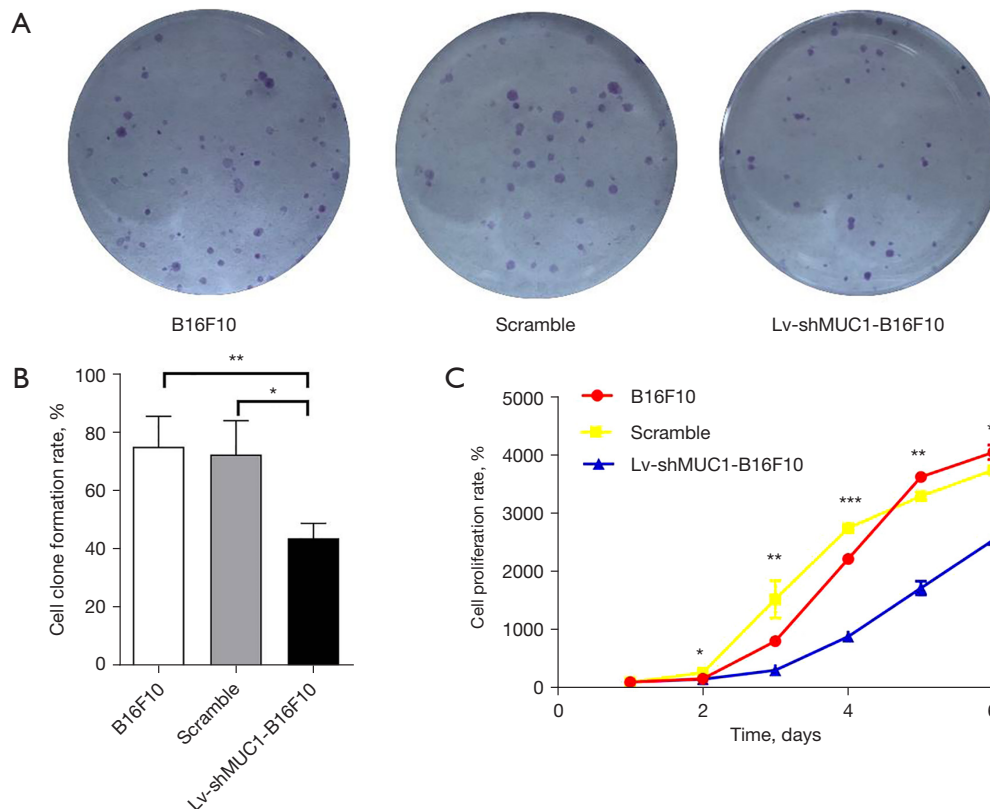 A
B16F10
Scramble
Lv-shMUC1-B16F10
B
Cell clone formation rate, %
100
80
60
40
20
0
**
*
B16F10
Scramble
Lv-shMUC1-B16F10
C
Cell proliferation rate, %
5000
4000
3000
2000
1000
0
B16F10
Scramble
Lv-shMUC1-B16F10
*
**
***
**
0
2
4
Time, days